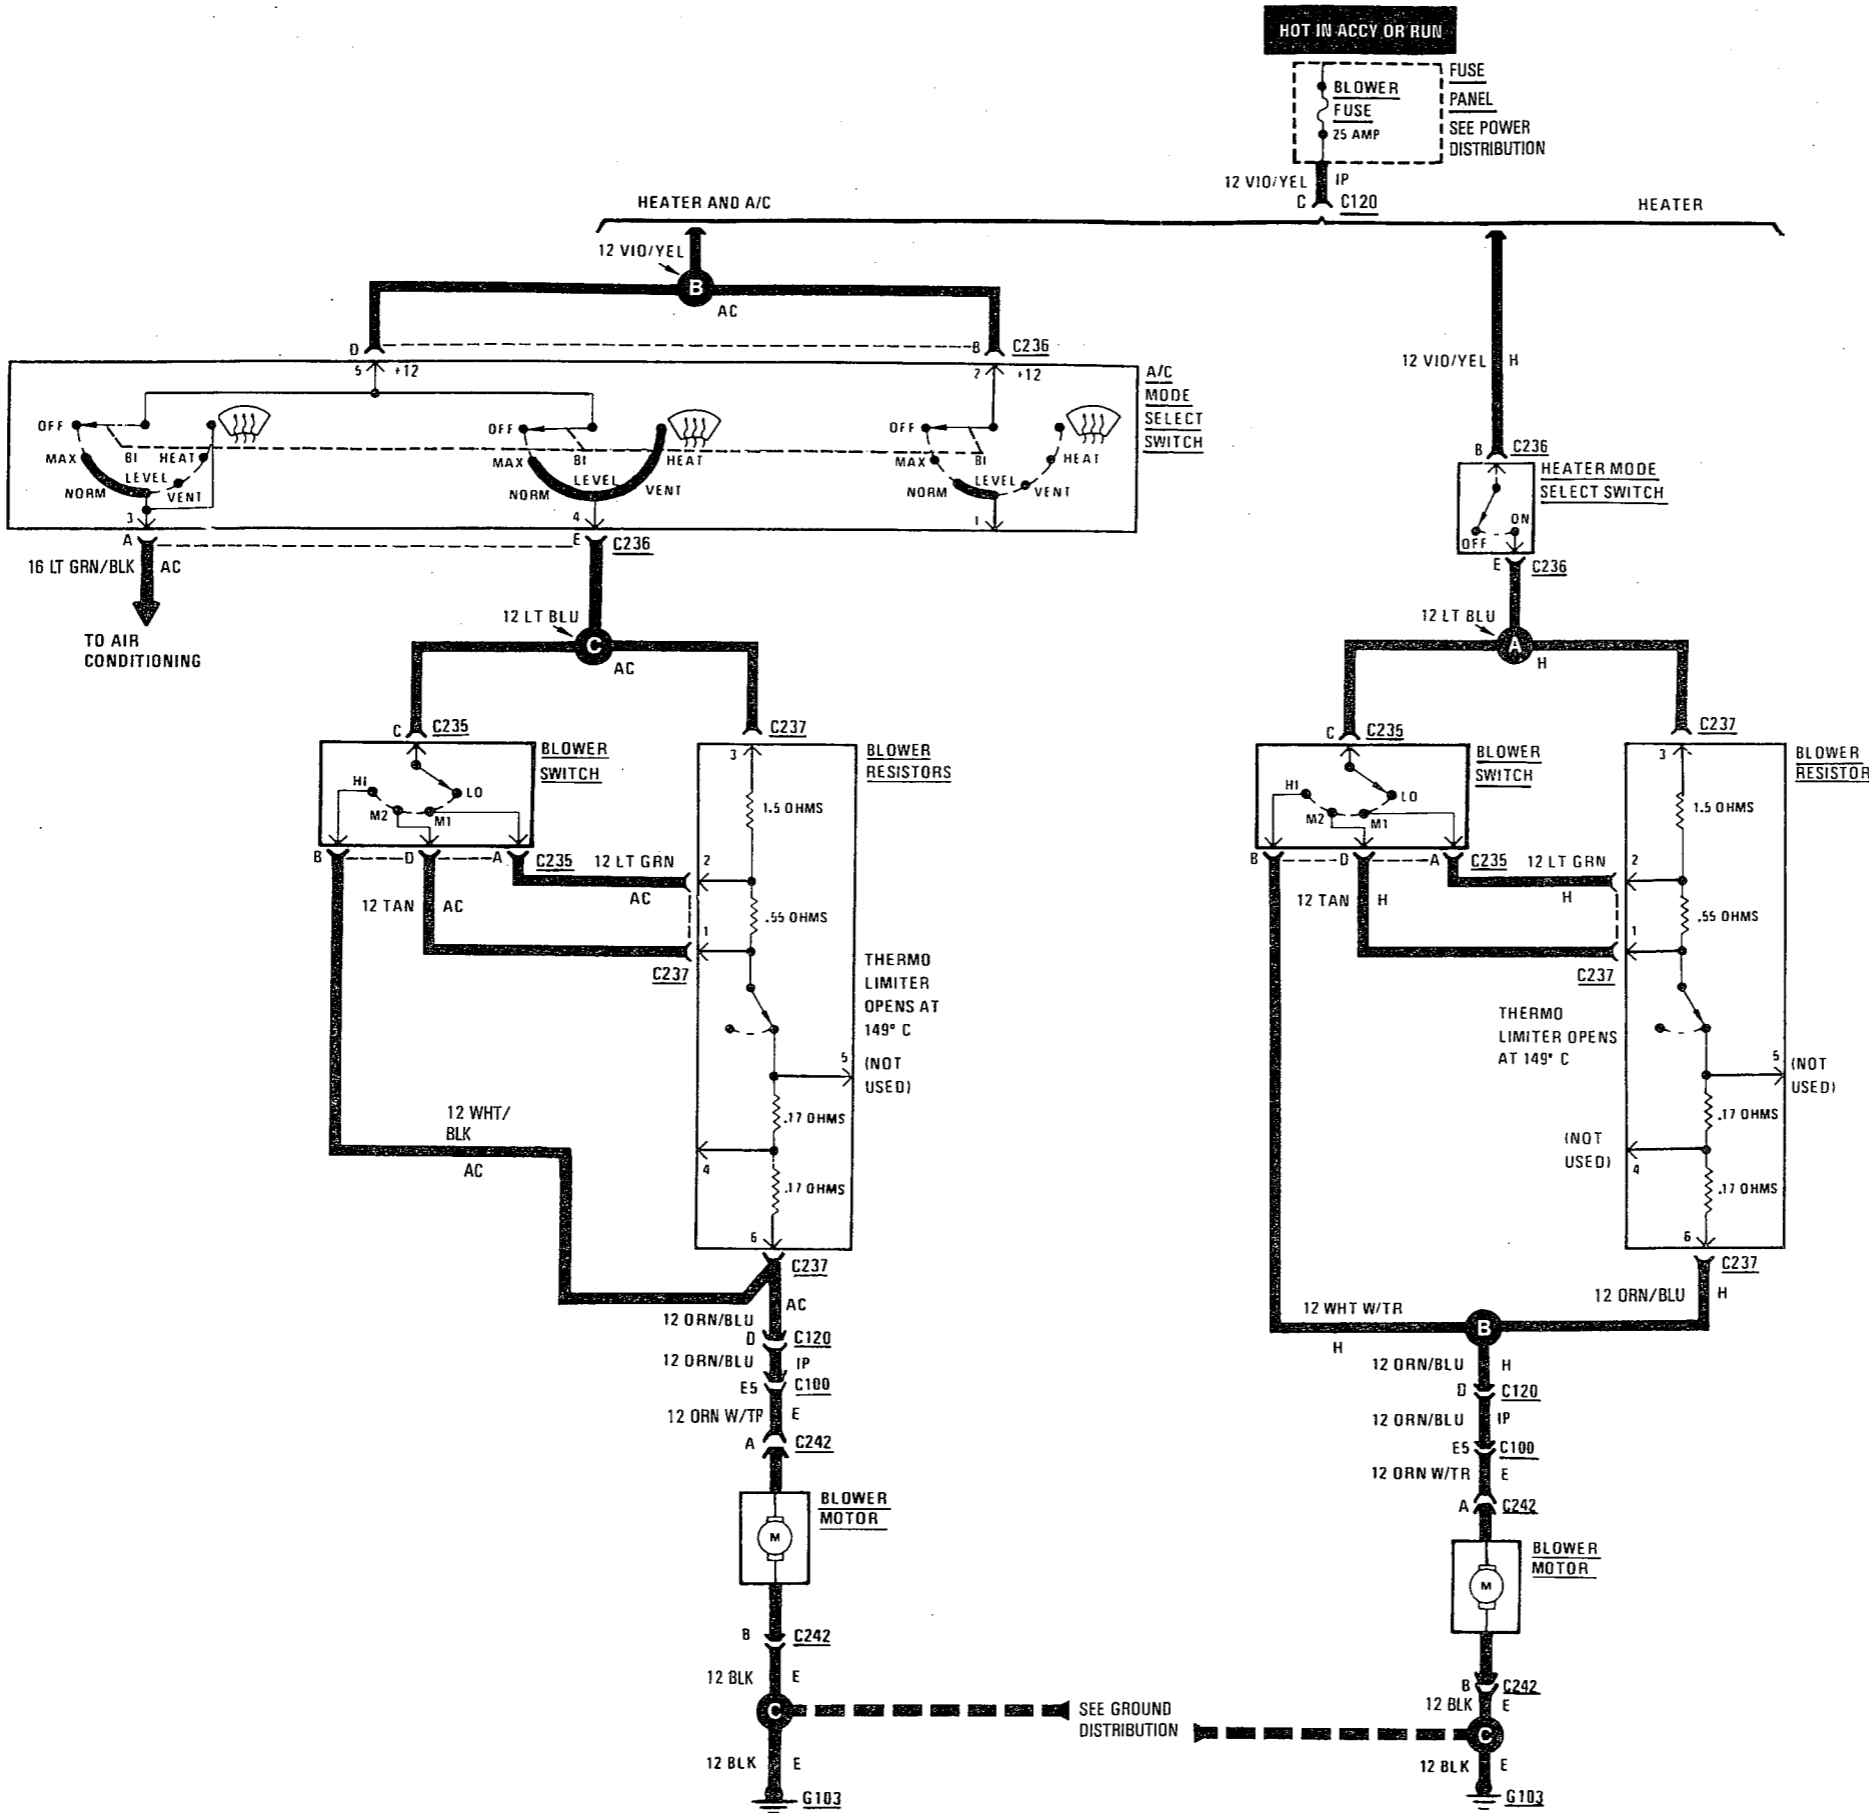 HOT IN ACCY OR RUN
BLOWER
FUSE
25 AMP
FUSE
PANEL
SEE POWER
DISTRIBUTION
12 VIO/YEL
IP
C
C120
HEATER AND A/C
HEATER
12 VIO/YEL
B
AC
D
B
C236
12 VIO/YEL
H
5
+12
2
+12
A/C
MODE
SELECT
SWITCH
OFF
MAX
NORM
BI
LEVEL
VENT
HEAT
OFF
MAX
NORM
BI
LEVEL
VENT
HEAT
OFF
MAX
NORM
BI
LEVEL
VENT
HEAT
3
4
1
B
C236
HEATER MODE
SELECT SWITCH
ON
OFF
A
E
C236
E
C236
16 LT GRN/BLK
AC
TO AIR
CONDITIONING
12 LT BLU
C
AC
12 LT BLU
A
H
C
C235
C237
BLOWER
SWITCH
HI
M2
M1
LO
3
BLOWER
RESISTORS
1.5 OHMS
B
D
A
C235
12 LT GRN
AC
2
12 TAN
AC
.55 OHMS
1
C237
THERMO
LIMITER
OPENS AT
149° C
5
(NOT
USED)
12 WHT/
BLK
AC
.17 OHMS
4
.17 OHMS
6
C237
AC
12 ORN/BLU
D
C120
12 ORN/BLU
IP
E5
C100
12 ORN W/TR
E
A
C242
BLOWER
MOTOR
M
B
C242
12 BLK
E
C
SEE GROUND
DISTRIBUTION
12 BLK
E
G103
C
C235
C237
BLOWER
SWITCH
HI
M2
M1
LO
3
BLOWER
RESISTOR
1.5 OHMS
B
D
A
C235
12 LT GRN
H
2
12 TAN
H
.55 OHMS
1
C237
THERMO
LIMITER OPENS
AT 149° C
5
(NOT
USED)
.17 OHMS
(NOT
USED)
4
.17 OHMS
6
C237
12 ORN/BLU
H
12 WHT W/TR
H
B
12 ORN/BLU
H
D
C120
12 ORN/BLU
IP
E5
C100
12 ORN W/TR
E
A
C242
BLOWER
MOTOR
M
B
C242
12 BLK
E
C
12 BLK
E
G103